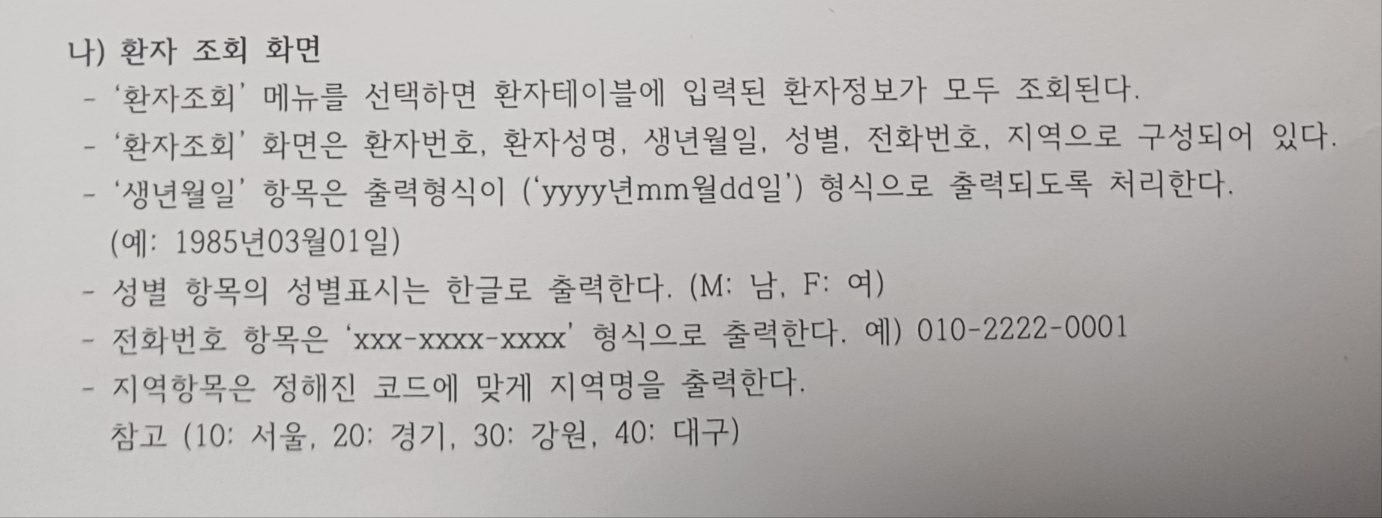 나) 환자 조회 화면
- ‘환자조회’ 메뉴를 선택하면 환자테이블에 입력된 환자정보가 모두 조회된다.
- ‘환자조회’ 화면은 환자번호, 환자성명, 생년월일, 성별, 전화번호, 지역으로 구성되어 있다.
- ‘생년월일’ 항목은 출력형식이 (‘yyyy년mm월dd일’) 형식으로 출력되도록 처리한다.
(예: 1985년03월01일)
- 성별 항목의 성별표시는 한글로 출력한다. (M: 남, F: 여)
- 전화번호 항목은 ‘xxx-xxxx-xxxx’ 형식으로 출력한다. 예) 010-2222-0001
- 지역항목은 정해진 코드에 맞게 지역명을 출력한다.
참고 (10: 서울, 20: 경기, 30: 강원, 40: 대구)